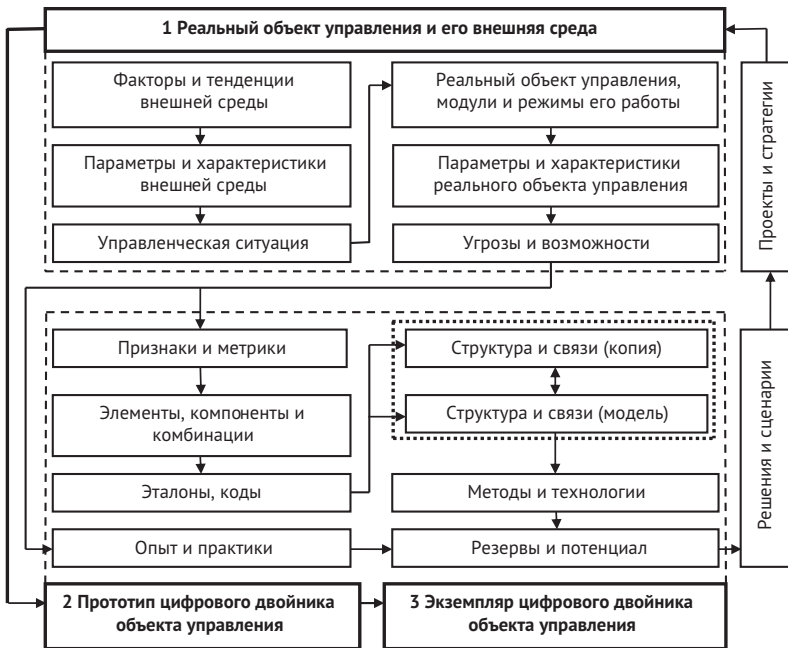 1 Реальный объект управления и его внешняя среда
Факторы и тенденции
внешней среды
Реальный объект управления,
модули и режимы его работы
Параметры и характеристики
внешней среды
Параметры и характеристики
реального объекта управления
Управленческая ситуация
Угрозы и возможности
Проекты и стратегии
Признаки и метрики
Структура и связи (копия)
Элементы, компоненты и
комбинации
Структура и связи (модель)
Эталоны, коды
Методы и технологии
Опыт и практики
Резервы и потенциал
Решения и сценарии
2 Прототип цифрового двойника
объекта управления
3 Экземпляр цифрового двойника
объекта управления